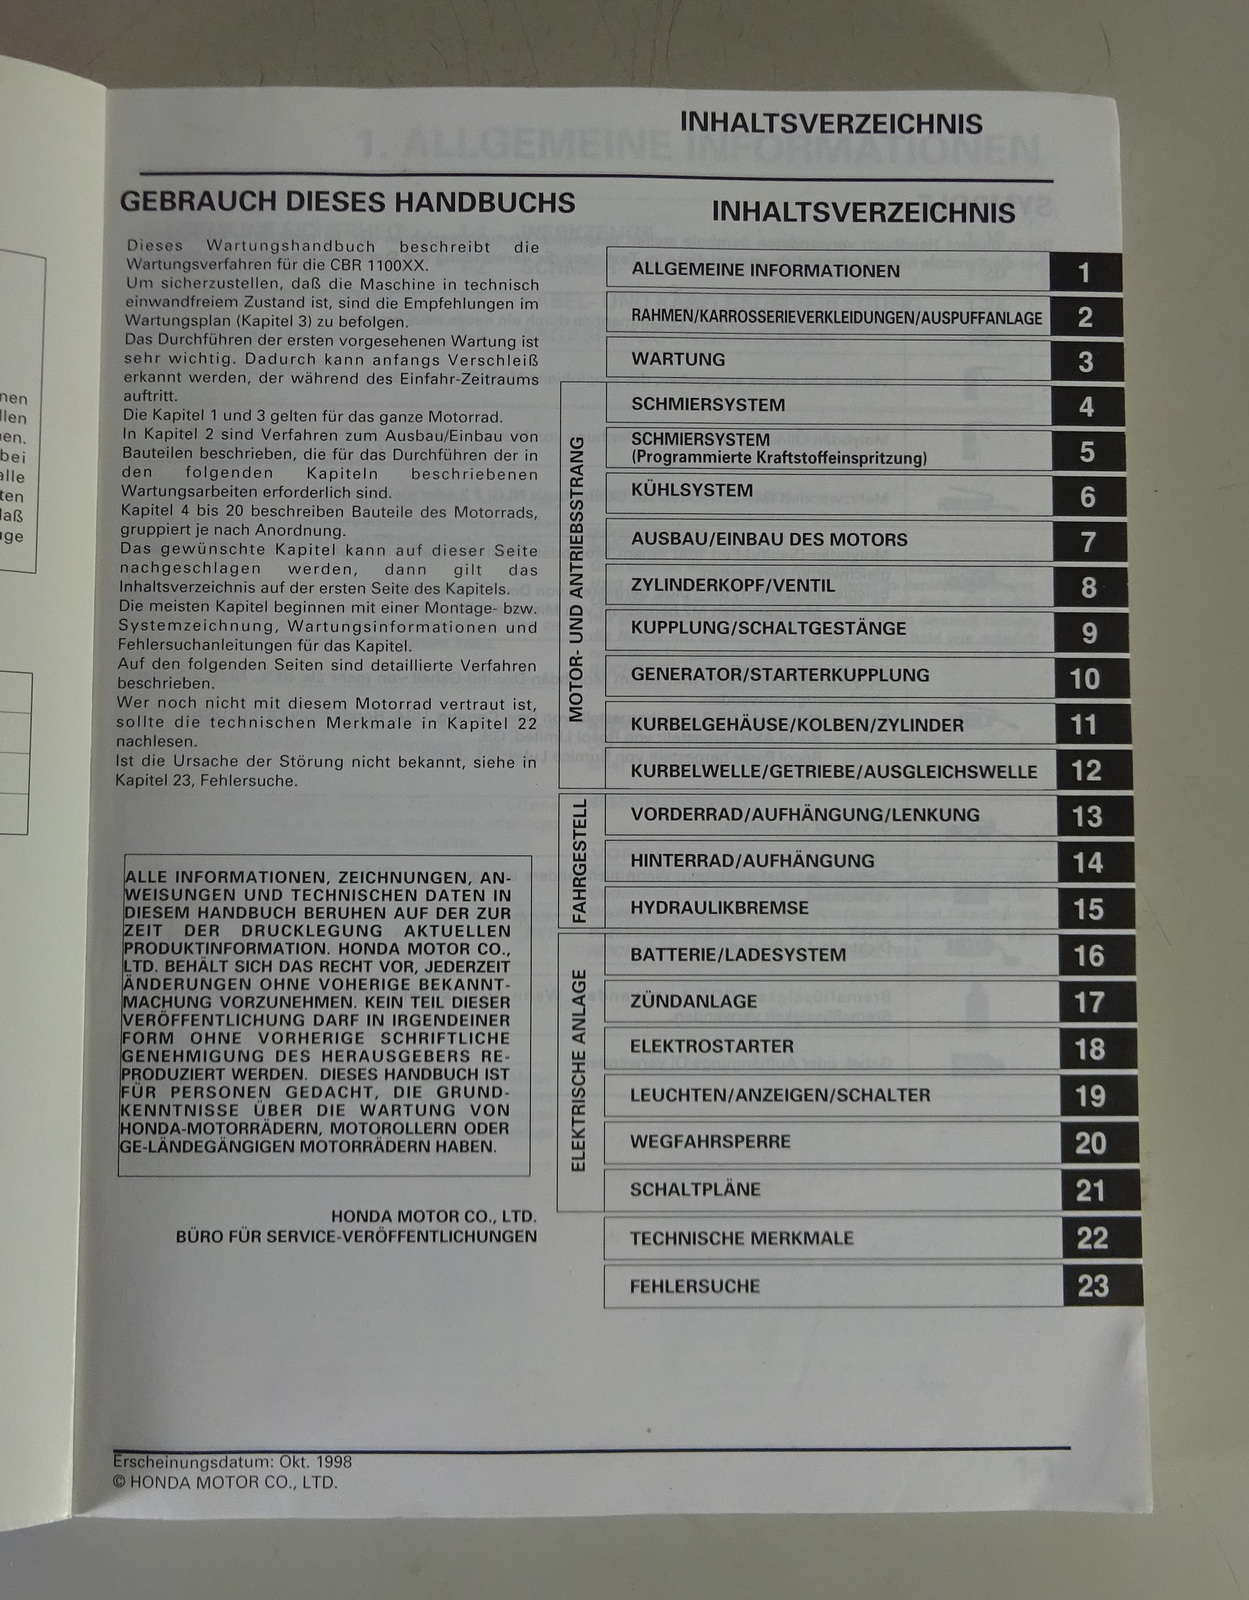 INHALTSVERZEICHNIS
GEBRAUCH DIESES HANDBUCHS
Dieses Wartungshandbuch beschreibt die
Wartungsverfahren für die CBR 1100XX.
Um sicherzustellen, daß die Maschine in technisch
einwandfreiem Zustand ist, sind die Empfehlungen im
Wartungsplan (Kapitel 3) zu befolgen.
Das Durchführen der ersten vorgesehenen Wartung ist
sehr wichtig. Dadurch kann anfangs Verschleiß
erkannt werden, der während des Einfahr-Zeitraums
auftritt.
Die Kapitel 1 und 3 gelten für das ganze Motorrad.
In Kapitel 2 sind Verfahren zum Ausbau/Einbau von
Bauteilen beschrieben, die für das Durchführen der in
den folgenden Kapiteln beschriebenen
Wartungsarbeiten erforderlich sind.
Kapitel 4 bis 20 beschreiben Bauteile des Motorrads,
gruppiert je nach Anordnung.
Das gewünschte Kapitel kann auf dieser Seite
nachgeschlagen werden, dann gilt das
Inhaltsverzeichnis auf der ersten Seite des Kapitels.
Die meisten Kapitel beginnen mit einer Montage- bzw.
Systemzeichnung, Wartungsinformationen und
Fehlersuchanleitungen für das Kapitel.
Auf den folgenden Seiten sind detaillierte Verfahren
beschrieben.
Wer noch nicht mit diesem Motorrad vertraut ist,
sollte die technischen Merkmale in Kapitel 22
nachlesen.
Ist die Ursache der Störung nicht bekannt, siehe in
Kapitel 23, Fehlersuche.
ALLE INFORMATIONEN, ZEICHNUNGEN, AN-
WEISUNGEN UND TECHNISCHEN DATEN IN
DIESEM HANDBUCH BERUHEN AUF DER ZUR
ZEIT DER DRUCKLEGUNG AKTUELLEN
PRODUKTINFORMATION. HONDA MOTOR CO.,
LTD. BEHÄLT SICH DAS RECHT VOR, JEDERZEIT
ÄNDERUNGEN OHNE VOHERIGE BEKANNT-
MACHUNG VORZUNEHMEN. KEIN TEIL DIESER
VERÖFFENTLICHUNG DARF IN IRGENDEINER
FORM OHNE VORHERIGE SCHRIFTLICHE
GENEHMIGUNG DES HERAUSGEBERS RE-
PRODUZIERT WERDEN. DIESES HANDBUCH IST
FÜR PERSONEN GEDACHT, DIE GRUND-
KENNTNISSE ÜBER DIE WARTUNG VON
HONDA-MOTORRÄDERN, MOTOROLLERN ODER
GE-LÄNDEGÄNGIGEN MOTORRÄDERN HABEN.
HONDA MOTOR CO., LTD.
BÜRO FÜR SERVICE-VERÖFFENTLICHUNGEN
INHALTSVERZEICHNIS
ALLGEMEINE INFORMATIONEN 1
RAHMEN/KARROSSERIEVERKLEIDUNGEN/AUSPUFFANLAGE 2
WARTUNG 3
MOTOR- UND ANTRIEBSSTRANG
SCHMIERSYSTEM 4
SCHMIERSYSTEM
(Programmierte Kraftstoffeinspritzung) 5
KÜHLSYSTEM 6
AUSBAU/EINBAU DES MOTORS 7
ZYLINDERKOPF/VENTIL 8
KUPPLUNG/SCHALTGESTÄNGE 9
GENERATOR/STARTERKUPPLUNG 10
KURBELGEHÄUSE/KOLBEN/ZYLINDER 11
KURBELWELLE/GETRIEBE/AUSGLEICHSWELLE 12
FAHRGESTELL
VORDERRAD/AUFHÄNGUNG/LENKUNG 13
HINTERRAD/AUFHÄNGUNG 14
HYDRAULIKBREMSE 15
ELEKTRISCHE ANLAGE
BATTERIE/LADESYSTEM 16
ZÜNDANLAGE 17
ELEKTROSTARTER 18
LEUCHTEN/ANZEIGEN/SCHALTER 19
WEGFAHRSPERRE 20
SCHALTPLÄNE 21
TECHNISCHE MERKMALE 22
FEHLERSUCHE 23
Erscheinungsdatum: Okt. 1998
© HONDA MOTOR CO., LTD.